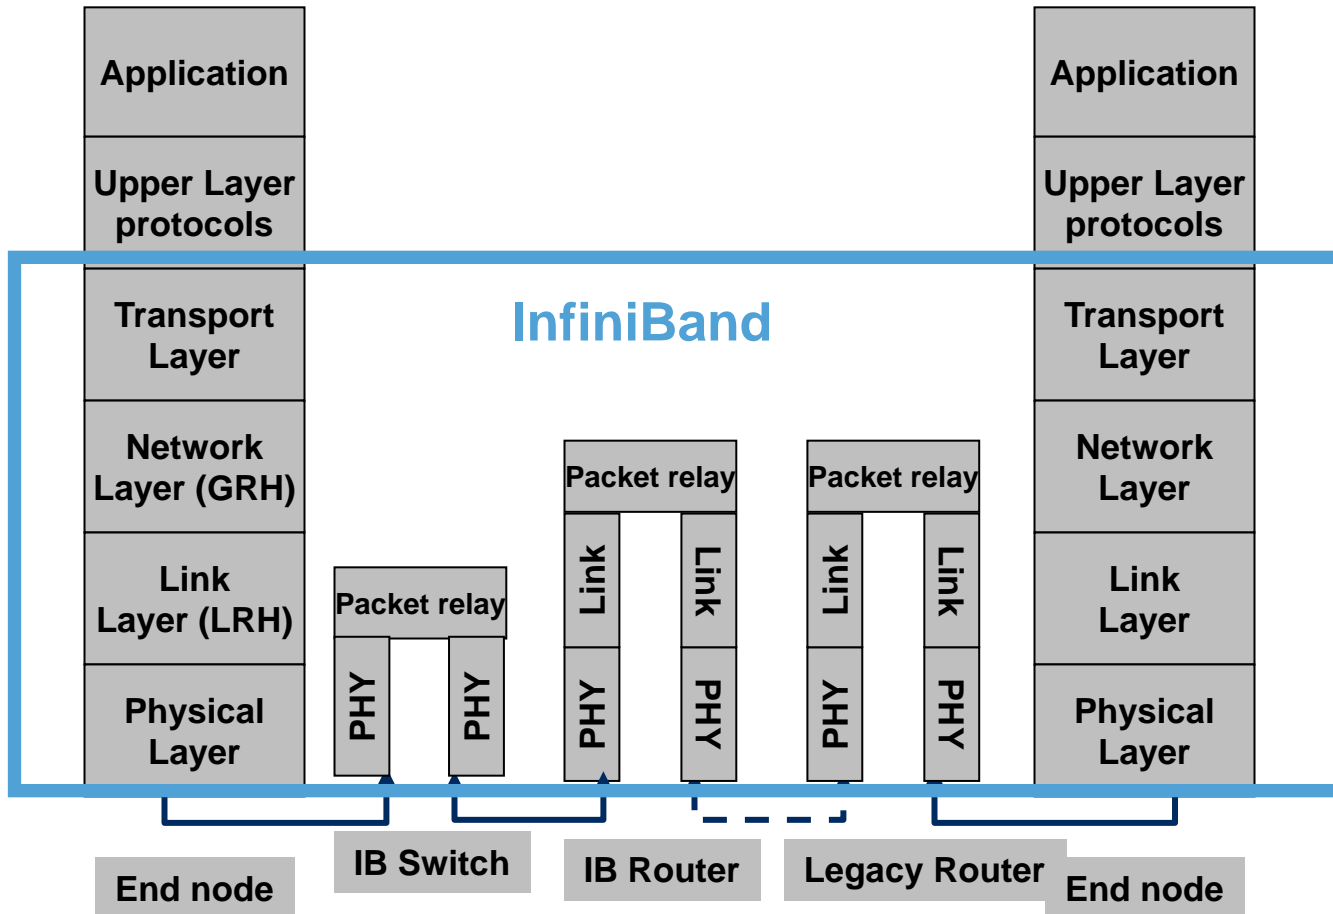 Application
Upper Layer
protocols
Transport
Layer
Network
Layer (GRH)
Link
Layer (LRH)
Physical
Layer
End node
InfiniBand
Packet relay
PHY
PHY
IB Switch
Packet relay
Link
Link
PHY
PHY
IB Router
Packet relay
Link
Link
PHY
PHY
Legacy Router
Application
Upper Layer
protocols
Transport
Layer
Network
Layer
Link
Layer
Physical
Layer
End node